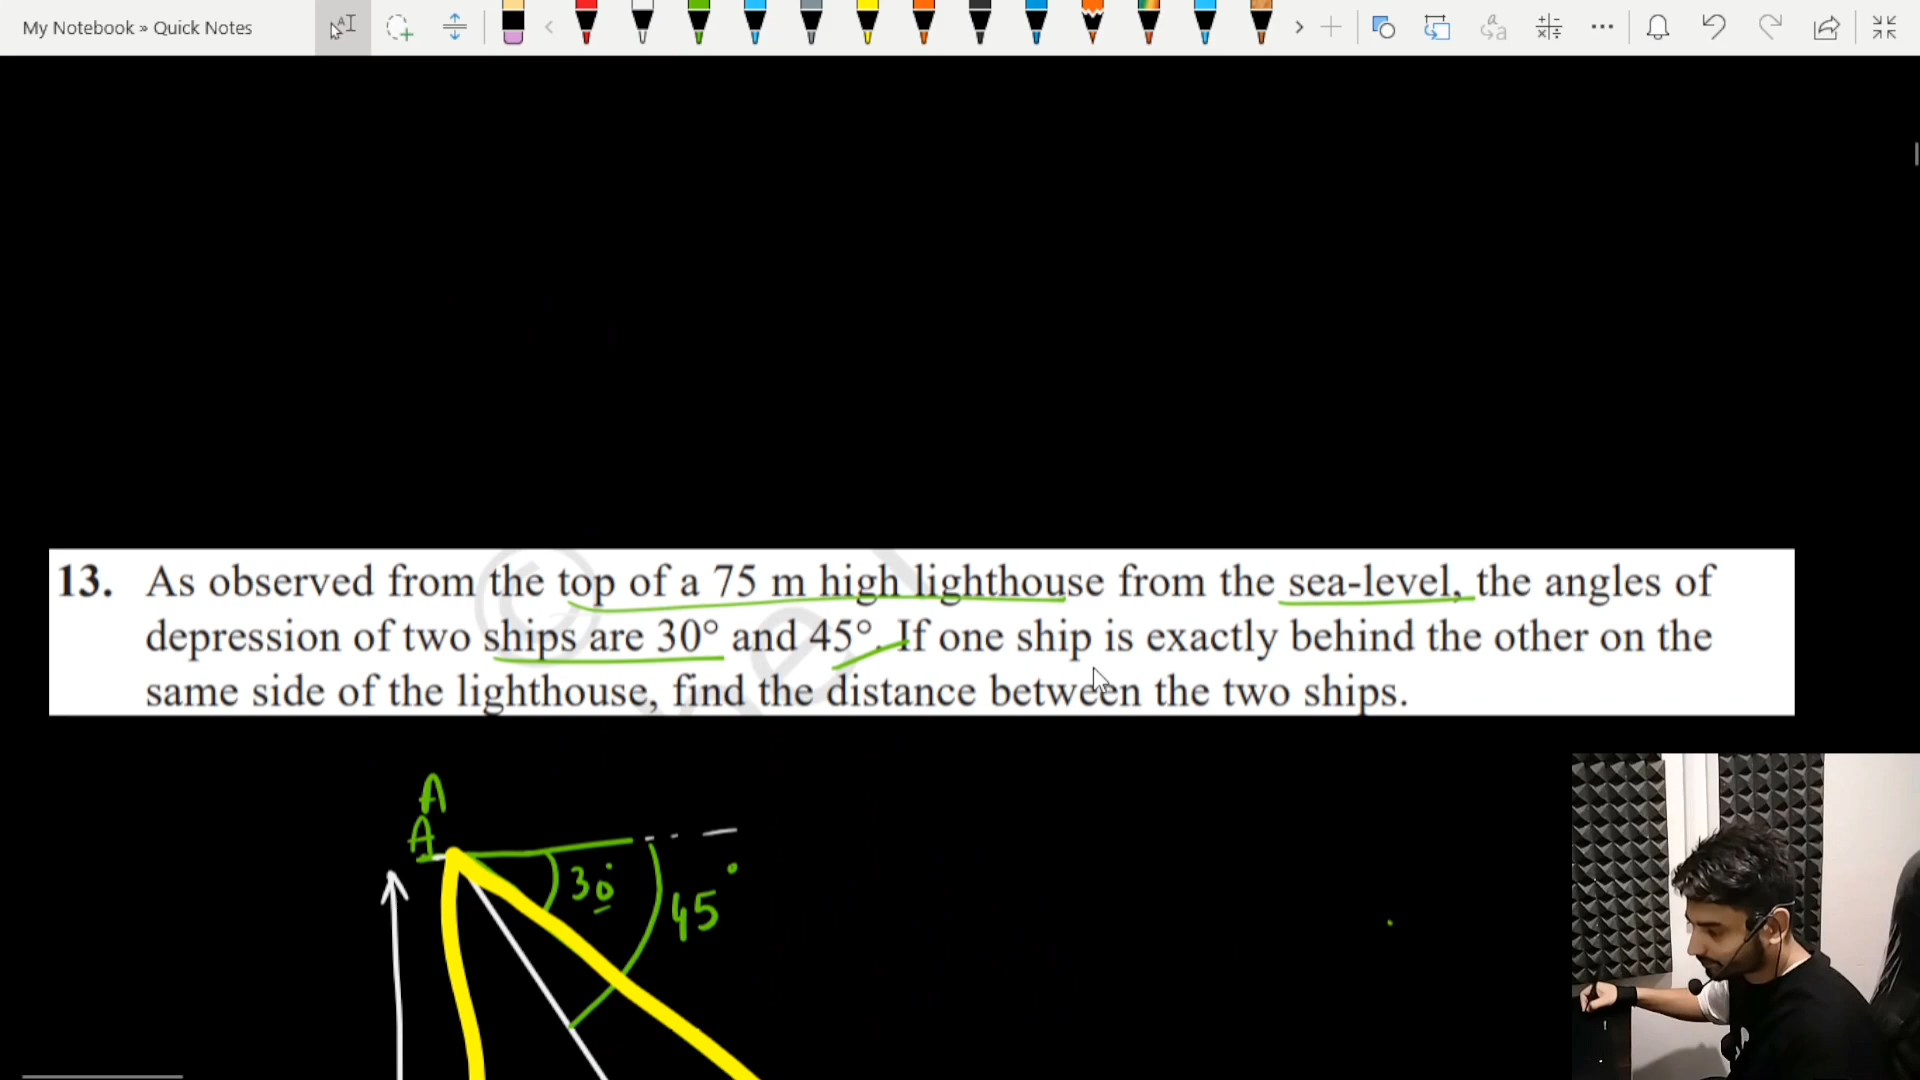 My Notebook » Quick Notes
13. As observed from the top of a 75 m high lighthouse from the sea-level, the angles of
depression of two ships are 30° and 45°. If one ship is exactly behind the other on the
same side of the lighthouse, find the distance between the two ships.
A
A
30°
45°